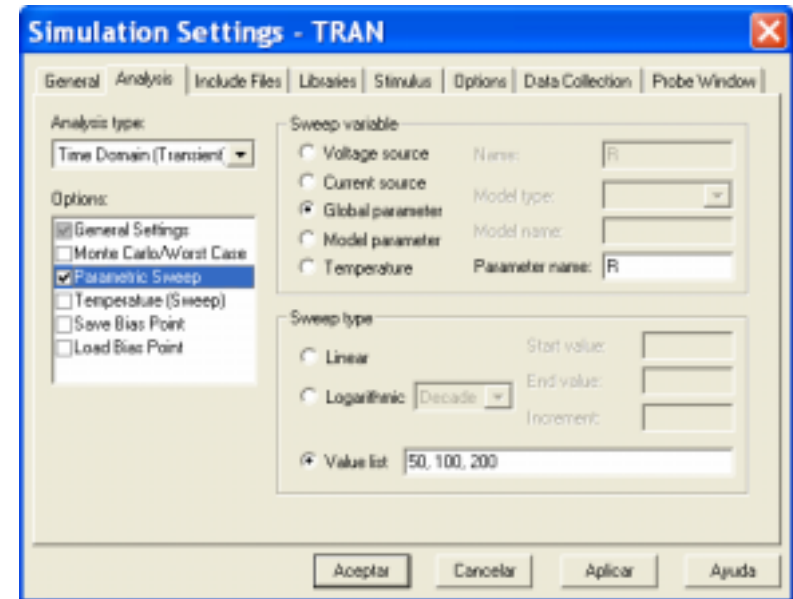 Simulation Settings - TRAN
General Analysis Include Files Libraries Stimulus Options Data Collection Probe Window
Analysis type:
Time Domain (Transient)
Options:
General Settings
Monte Carlo/Worst Case
Parametric Sweep
Temperature (Sweep)
Save Bias Point
Load Bias Point
Sweep variable
Voltage source
Current source
Global parameter
Model parameter
Temperature
Name: R
Model type:
Model name:
Parameter name: R
Sweep type
Linear
Logarithmic Decade
Value list 50, 100, 200
Start value:
End value:
Increment:
Aceptar Cancelar Aplicar Ayuda